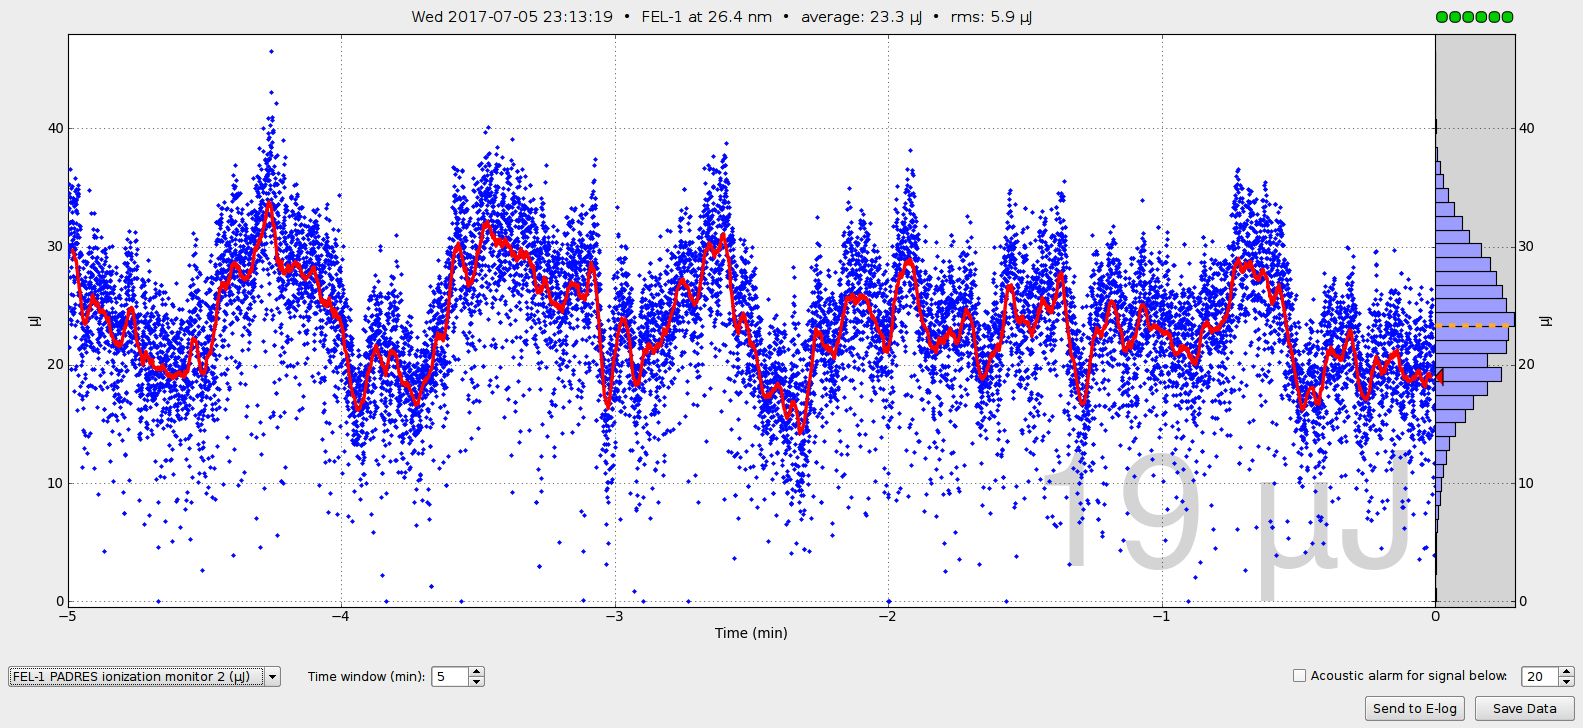 Wed 2017-07-05 23:13:19 • FEL-1 at 26.4 nm • average: 23.3 µJ • rms: 5.9 µJ
40
30
20
10
0
µJ
40
30
20
10
0
µJ
19 µJ
−5 −4 −3 −2 −1 0
Time (min)
FEL-1 PADRES ionization monitor 2 (µJ) Time window (min): 5 Acoustic alarm for signal below: 20
Send to E-log Save Data